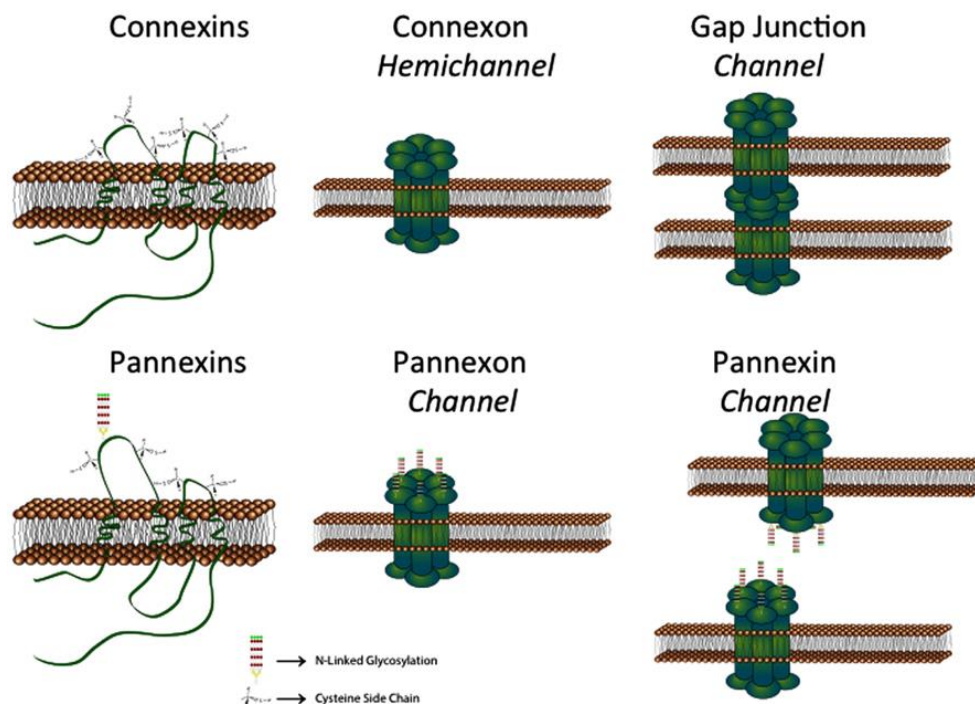 Connexins
Connexon
Hemichannel
Gap Junction
Channel
Pannexins
Pannexon
Channel
Pannexin
Channel
N-Linked Glycosylation
Cysteine Side Chain